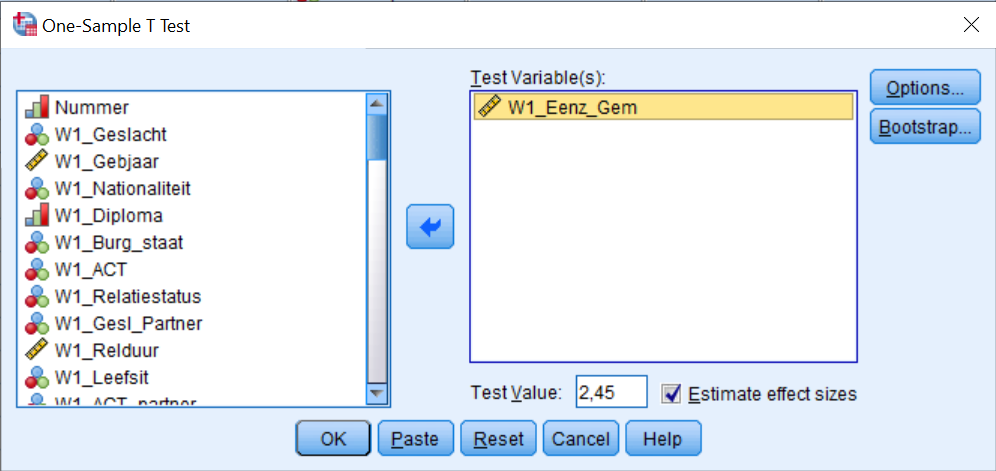 One-Sample T Test
Nummer
W1_Geslacht
W1_Gebjaar
W1_Nationaliteit
W1_Diploma
W1_Burg_staat
W1_ACT
W1_Relatiestatus
W1_Gesl_Partner
W1_Relduur
W1_Leefsit
W1_ACT_partner
Test Variable(s):
W1_Eenz_Gem
Options...
Bootstrap...
Test Value: 2,45 Estimate effect sizes
OK Paste Reset Cancel Help